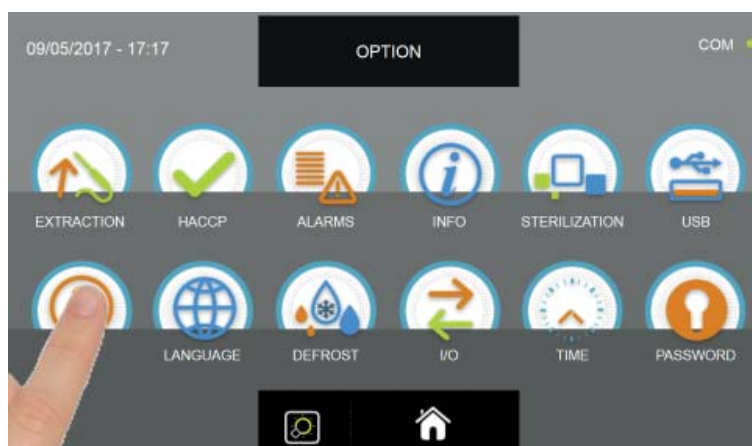 09/05/2017 - 17:17
OPTION
COM
EXTRACTION HACCP ALARMS INFO STERILIZATION USB
LANGUAGE DEFROST I/O TIME PASSWORD